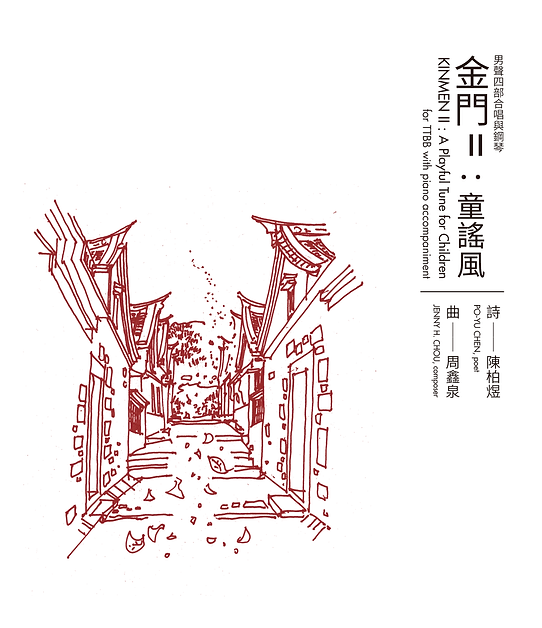 男聲四部合唱與鋼琴
金門 II：童謠風
KINMEN II : A Playful Tune for Children
for TTBB with piano accompaniment
詩——陳柏煜
PO-YU CHEN, poet
曲——周鑫泉
JENNY H. CHOU, composer